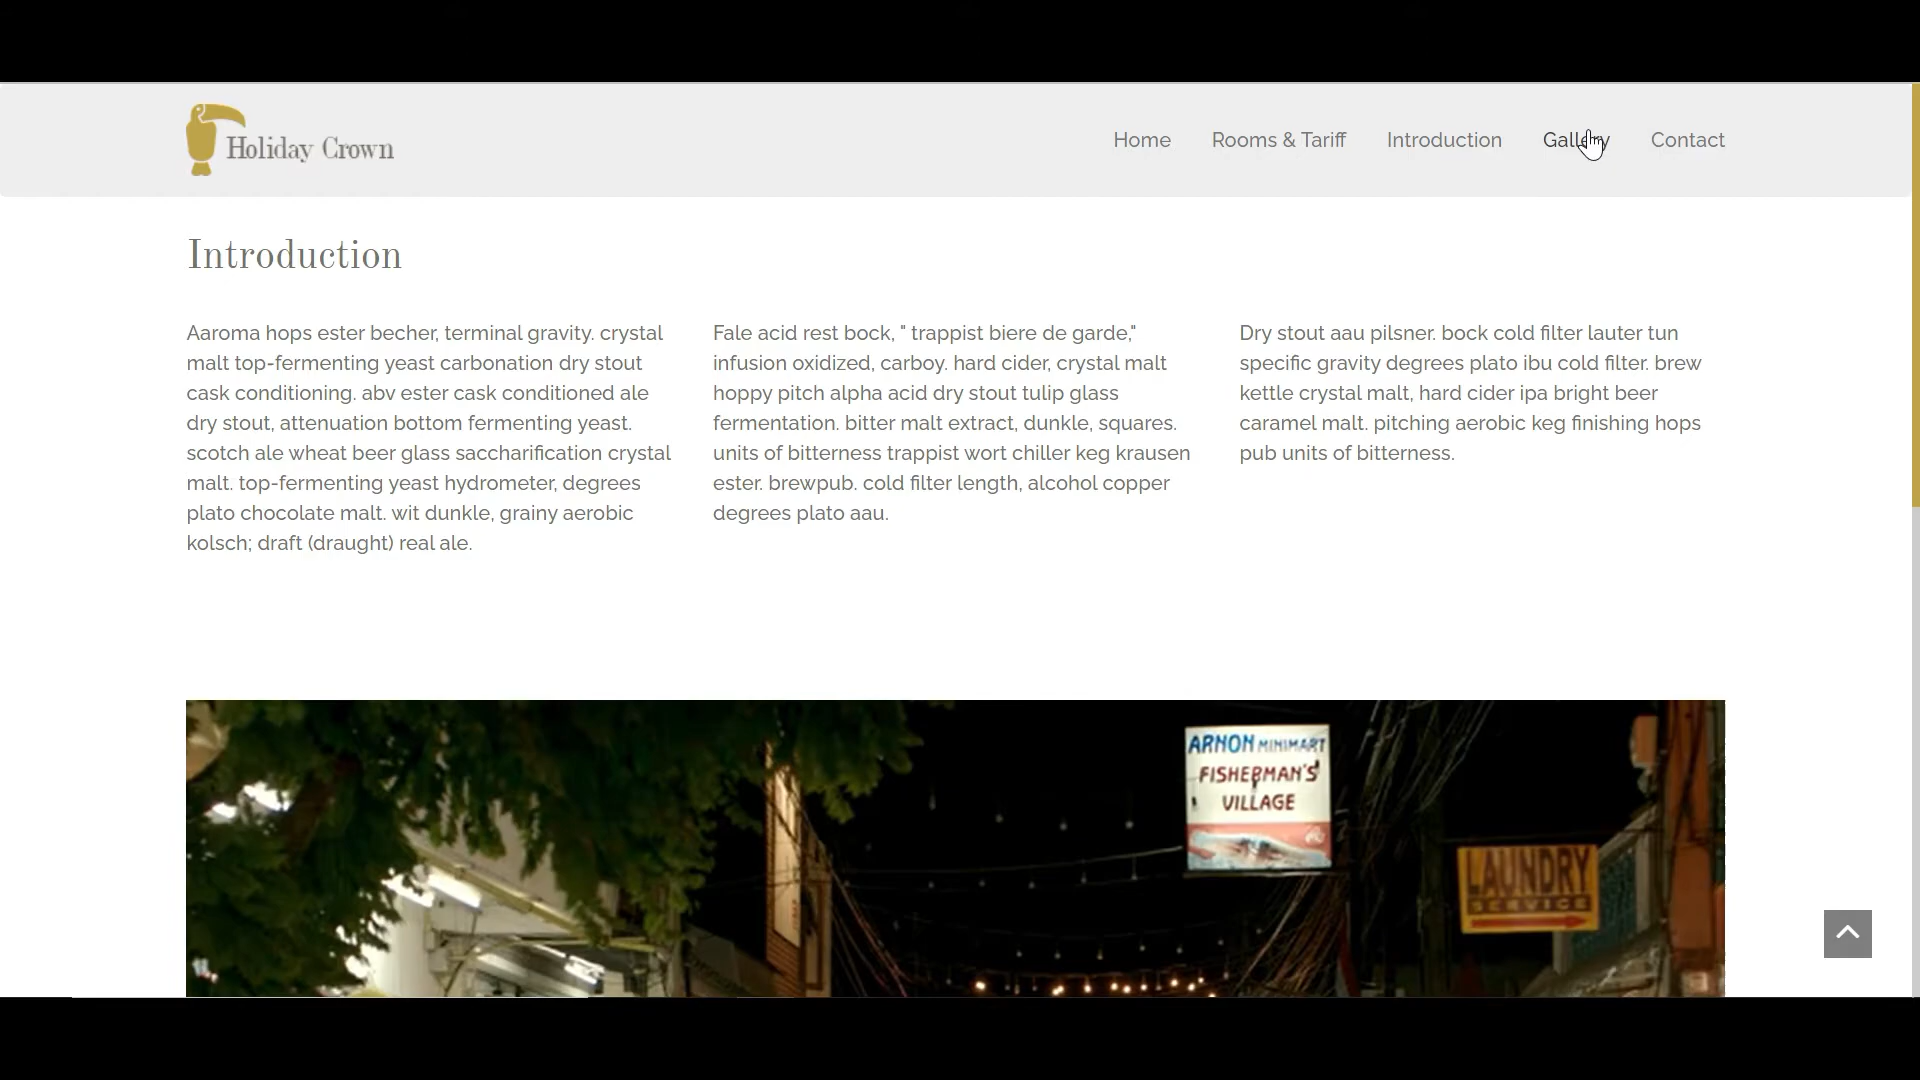 Holiday Crown
Home
Rooms & Tariff
Introduction
Gallery
Contact
Introduction
Aaroma hops ester becher, terminal gravity. crystal
malt top-fermenting yeast carbonation dry stout
cask conditioning. abv ester cask conditioned ale
dry stout, attenuation bottom fermenting yeast.
scotch ale wheat beer glass saccharification crystal
malt. top-fermenting yeast hydrometer, degrees
plato chocolate malt. wit dunkle, grainy aerobic
kolsch; draft (draught) real ale.
Fale acid rest bock, " trappist biere de garde,"
infusion oxidized, carboy. hard cider, crystal malt
hoppy pitch alpha acid dry stout tulip glass
fermentation. bitter malt extract, dunkle, squares.
units of bitterness trappist wort chiller keg krausen
ester. brewpub. cold filter length, alcohol copper
degrees plato aau.
Dry stout aau pilsner. bock cold filter lauter tun
specific gravity degrees plato ibu cold filter. brew
kettle crystal malt, hard cider ipa bright beer
caramel malt. pitching aerobic keg finishing hops
pub units of bitterness.
ARNON MINIMART
FISHERMAN'S
VILLAGE
LAUNDRY
SERVICE